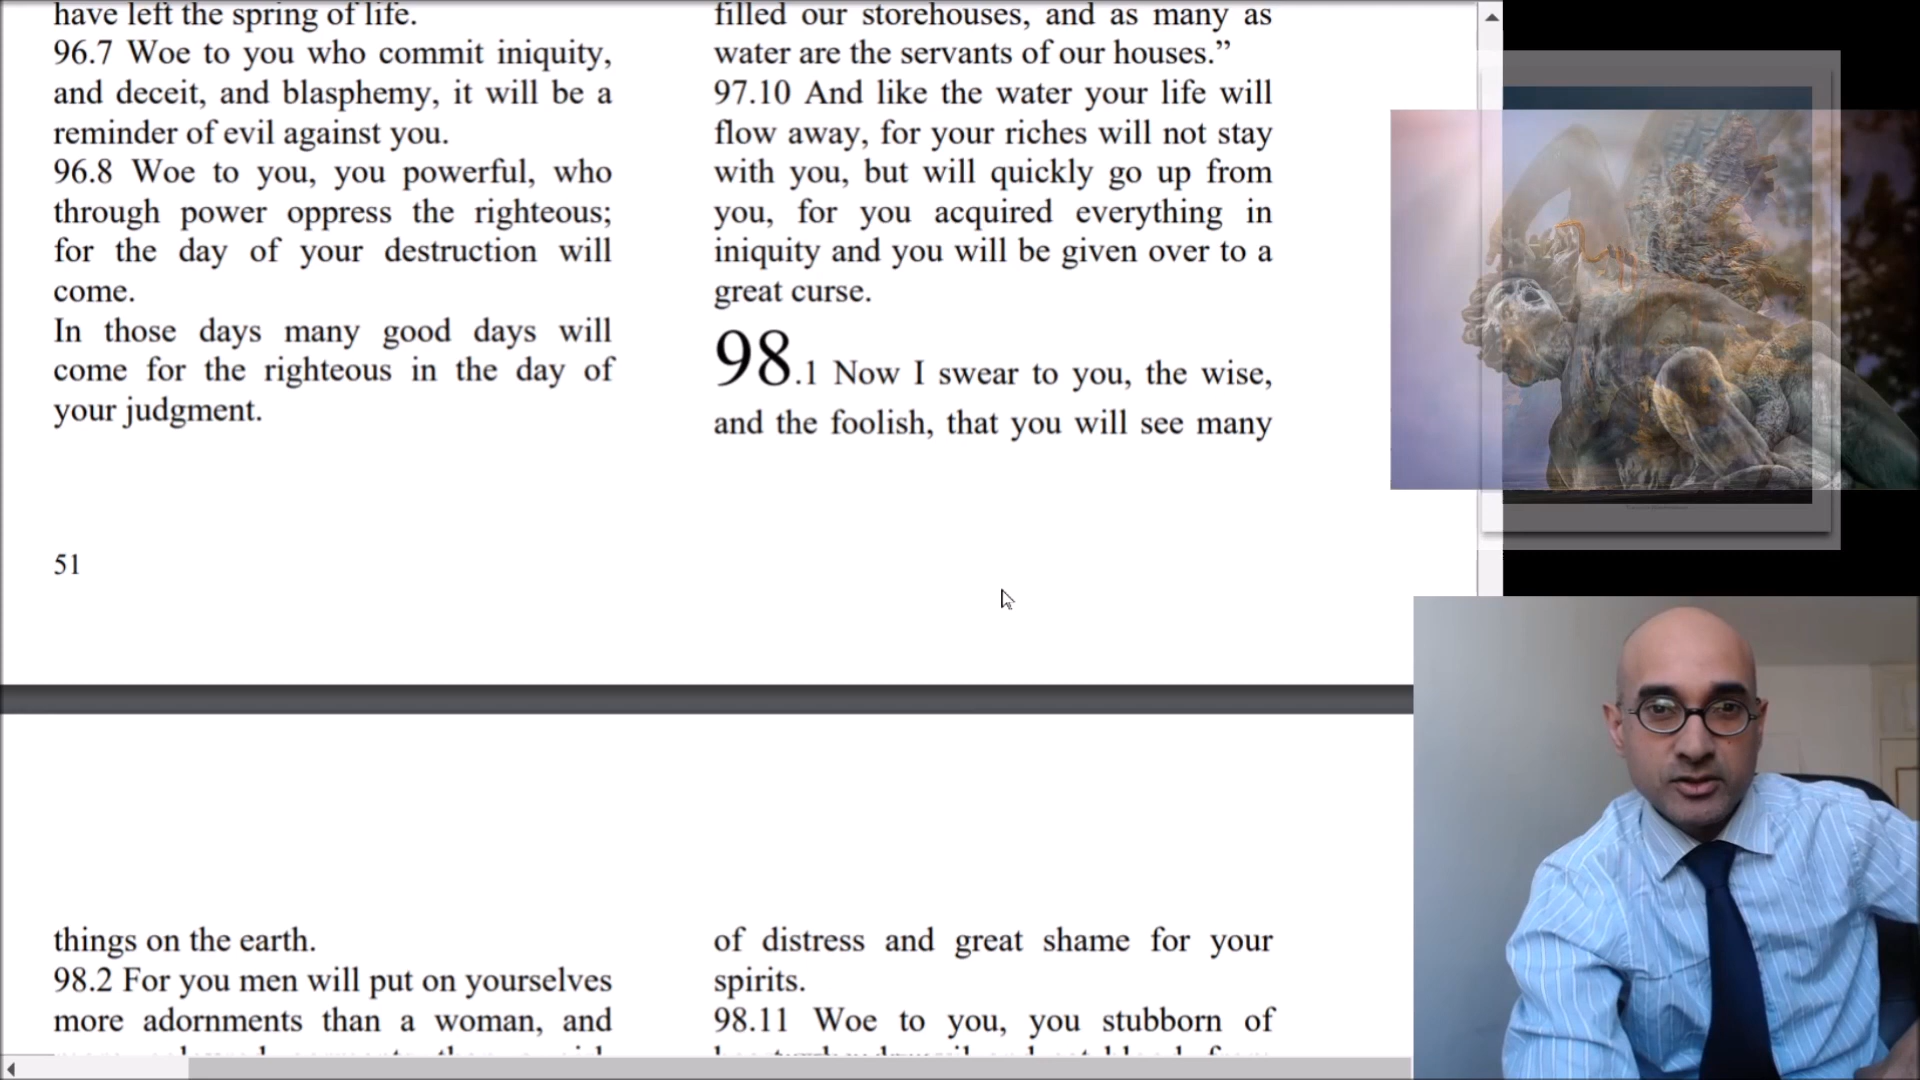 have left the spring of life.
96.7 Woe to you who commit iniquity,
and deceit, and blasphemy, it will be a
reminder of evil against you.
96.8 Woe to you, you powerful, who
through power oppress the righteous;
for the day of your destruction will
come.
In those days many good days will
come for the righteous in the day of
your judgment.
filled our storehouses, and as many as
water are the servants of our houses.”
97.10 And like the water your life will
flow away, for your riches will not stay
with you, but will quickly go up from
you, for you acquired everything in
iniquity and you will be given over to a
great curse.
98.1 Now I swear to you, the wise,
and the foolish, that you will see many
51
things on the earth.
98.2 For you men will put on yourselves
more adornments than a woman, and
of distress and great shame for your
spirits.
98.11 Woe to you, you stubborn of